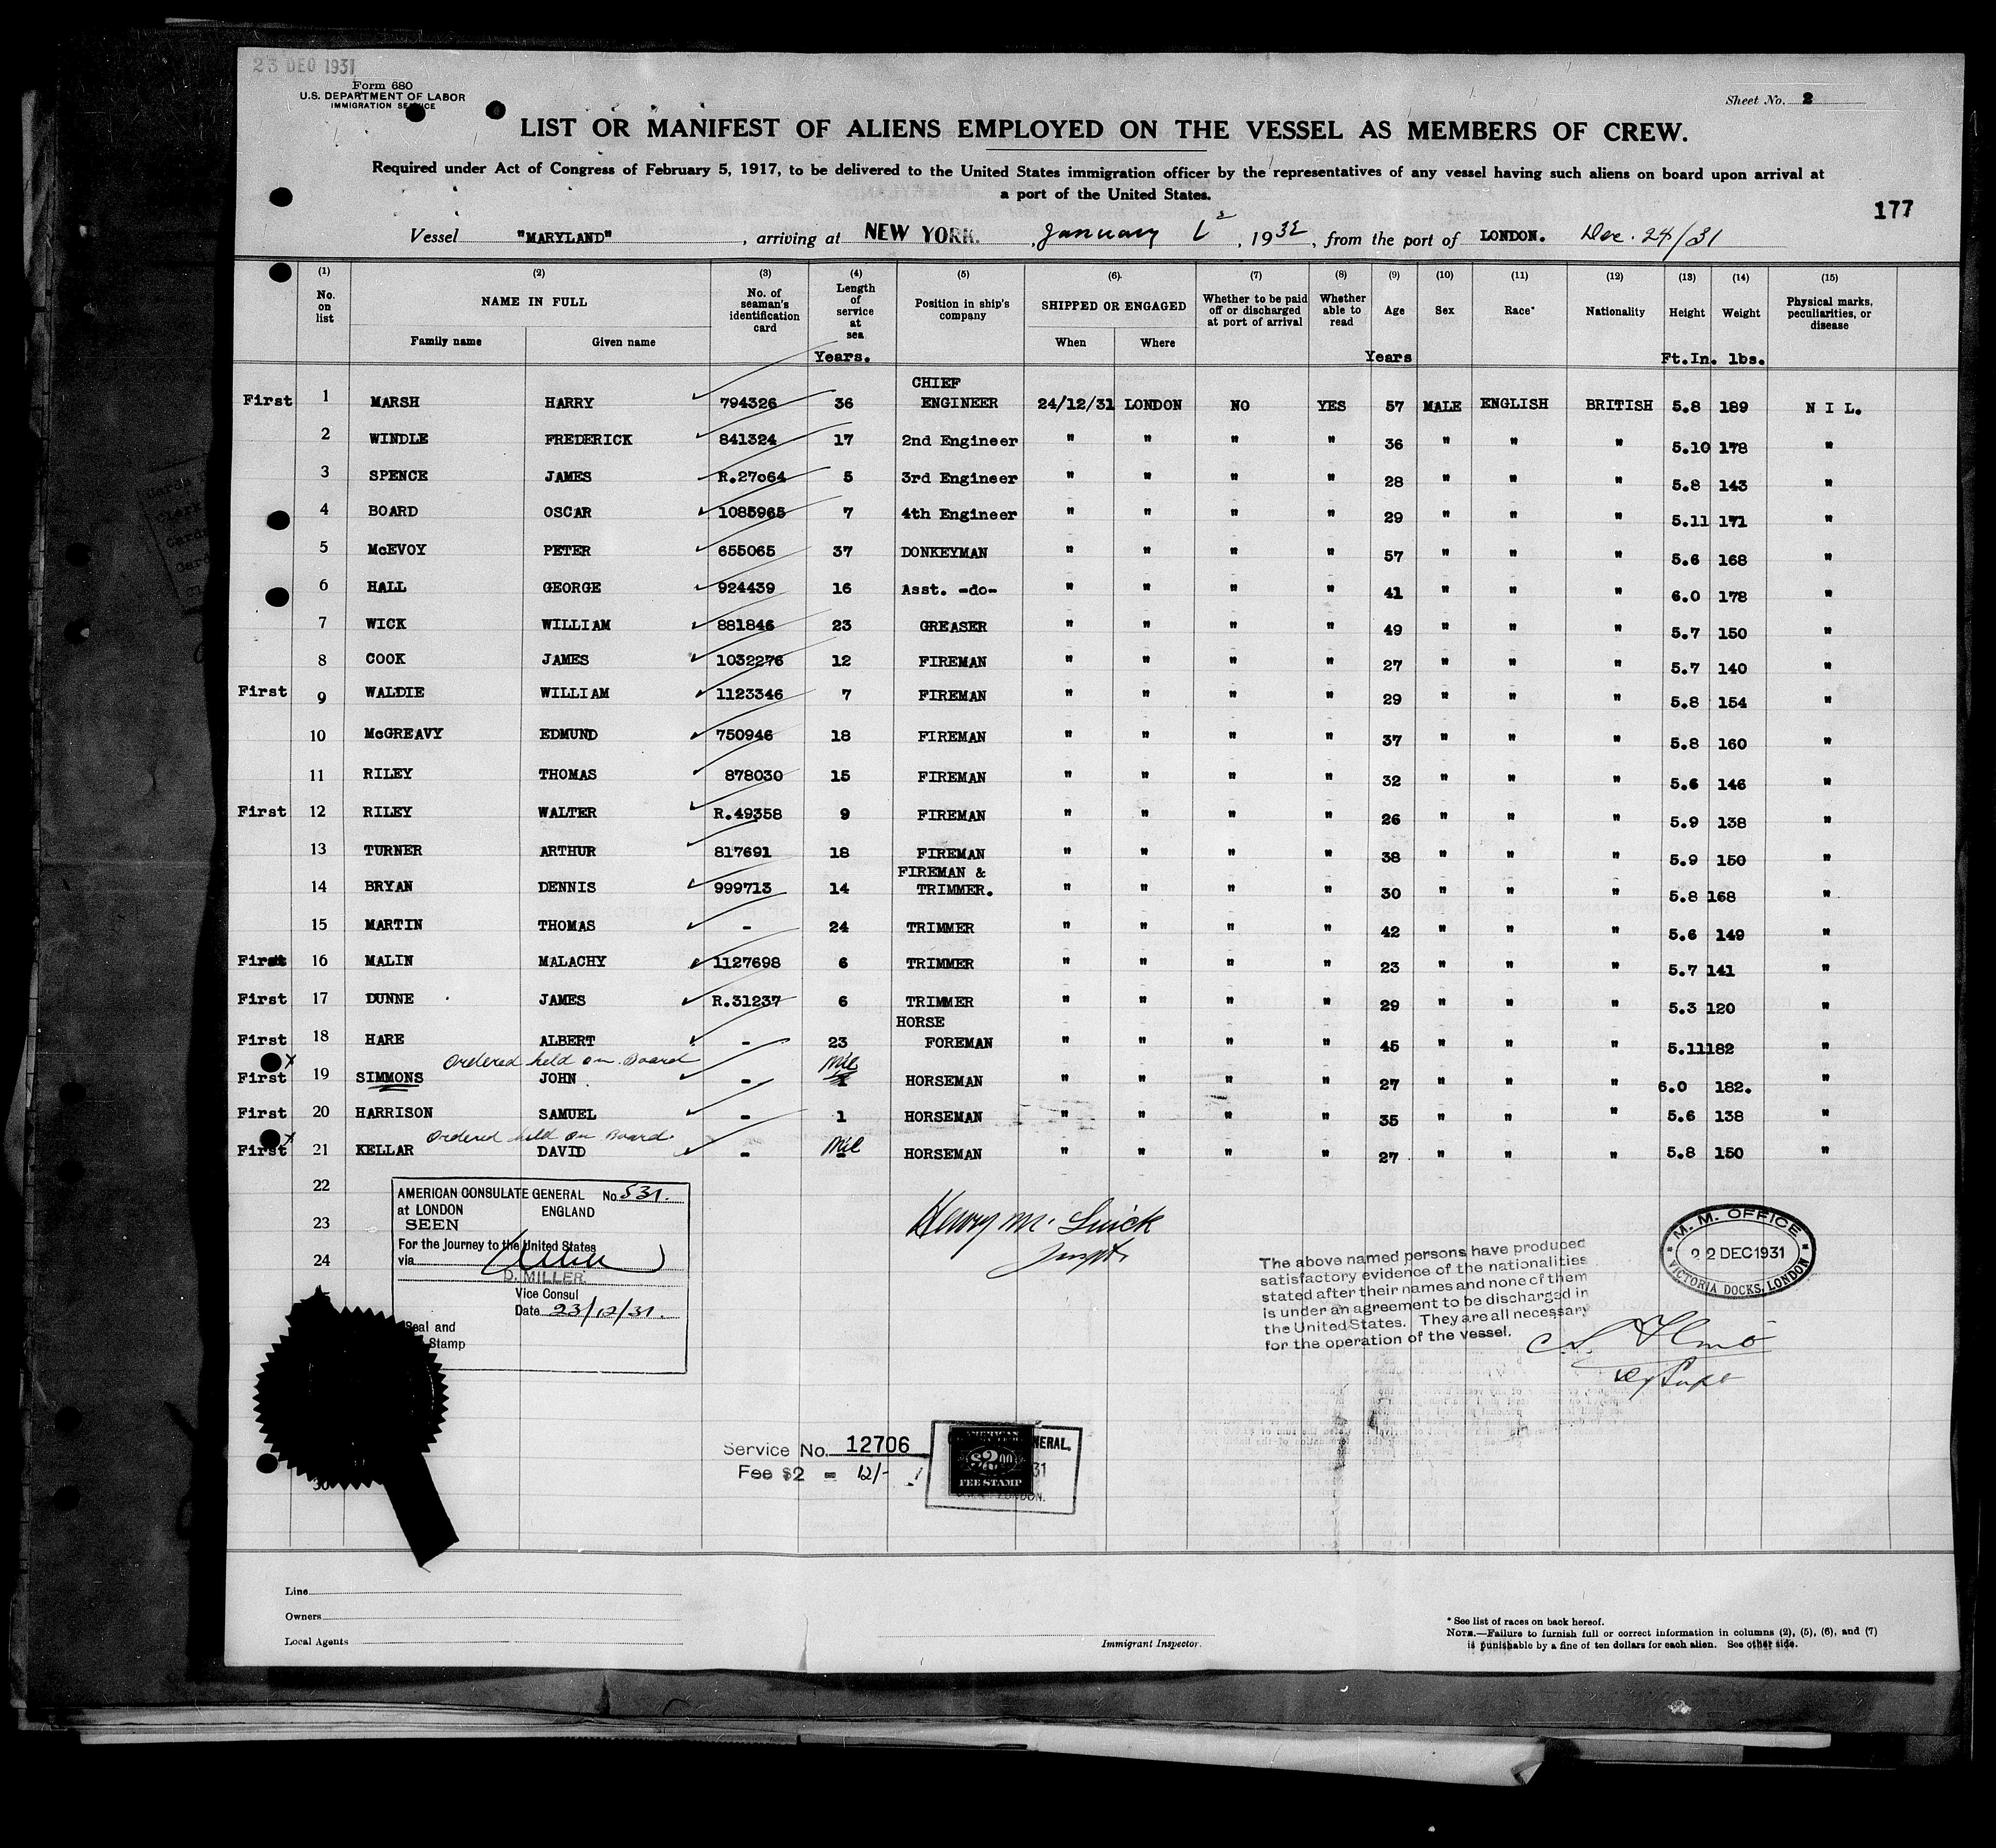 23 DEC 1931
Form 680
U.S. DEPARTMENT OF LABOR
IMMIGRATION SERVICE
Sheet No. 2
LIST OR MANIFEST OF ALIENS EMPLOYED ON THE VESSEL AS MEMBERS OF CREW.
Required under Act of Congress of February 5, 1917, to be delivered to the United States immigration officer by the representatives of any vessel having such aliens on board upon arrival at
a port of the United States.
177
Vessel "MARYLAND", arriving at NEW YORK. , January , 1932, from the port of LONDON. Dec. 24/31
(1) (2) (3) (4) (5) (6) (7) (8) (9) (10) (11) (12) (13) (14) (15)
No. on list NAME IN FULL Family name Given name No. of seaman's identification card Length of service at sea Position in ship's company SHIPPED OR ENGAGED When Where Whether to be paid off or discharged at port of arrival Whether able to read Age Sex Race* Nationality Height Weight Physical marks, peculiarities, or disease
Years. Years Ft.In. lbs.
First 1 MARSH HARRY 794326 36 CHIEF ENGINEER 24/12/31 LONDON NO YES 57 MALE ENGLISH BRITISH 5.8 189 N I L.
2 WINDLE FREDERICK 841324 17 2nd Engineer " " " " 36 " " " 5.10 178 "
3 SPENCE JAMES R.27064 5 3rd Engineer " " " " 28 " " " 5.8 143 "
4 BOARD OSCAR 1085965 7 4th Engineer " " " " 29 " " " 5.11 171 "
5 McEVOY PETER 655065 37 DONKEYMAN " " " " 57 " " " 5.6 168 "
6 HALL GEORGE 924439 16 Asst. -do- " " " " 41 " " " 6.0 178 "
7 WICK WILLIAM 881846 23 GREASER " " " " 49 " " " 5.7 150 "
8 COOK JAMES 1032276 12 FIREMAN " " " " 27 " " " 5.7 140 "
First 9 WALDIE WILLIAM 1123346 7 FIREMAN " " " " 29 " " " 5.8 154 "
10 McGREAVY EDMUND 750946 18 FIREMAN " " " " 37 " " " 5.8 160 "
11 RILEY THOMAS 878030 15 FIREMAN " " " " 32 " " " 5.6 146 "
First 12 RILEY WALTER R.49358 9 FIREMAN " " " " 26 " " " 5.9 138 "
13 TURNER ARTHUR 817691 18 FIREMAN " " " " 38 " " " 5.9 150 "
14 BRYAN DENNIS 999713 14 FIREMAN & TRIMMER. " " " " 30 " " " 5.8 168 "
15 MARTIN THOMAS - 24 TRIMMER " " " " 42 " " " 5.6 149 "
First 16 MALIN MALACHY 1127698 6 TRIMMER " " " " 23 " " " 5.7 141 "
First 17 DUNNE JAMES R.31237 6 TRIMMER " " " " 29 " " " 5.3 120 "
First 18 HARE ALBERT - 23 HORSE FOREMAN " " " " 45 " " " 5.11 182 "
Ordered held on Board
First 19 SIMMONS JOHN - Nil HORSEMAN " " " " 27 " " " 6.0 182. "
First 20 HARRISON SAMUEL - 1 HORSEMAN " " " " 35 " " " 5.6 138 "
Ordered held on Board
First 21 KELLAR DAVID - Nil HORSEMAN " " " " 27 " " " 5.8 150 "
22
23
24
30
AMERICAN CONSULATE GENERAL No. 531.
at LONDON ENGLAND
SEEN
For the Journey to the United States
via
D. MILLER.
Vice Consul
Date 23/12/31.
Seal and
Stamp
Henry M.
The above named persons have produced
satisfactory evidence of the nationalities
stated after their names and none of them
is under an agreement to be discharged in
the United States. They are all necessary
for the operation of the vessel.
M. M. OFFICE
22 DEC 1931
VICTORIA DOCKS, LONDON
Service No. 12706
Fee $2 = 12/-
AMERICAN
$2.00
FEE STAMP
NERAL,
31
LONDON.
Line
Owners
Local Agents
Immigrant Inspector.
* See list of races on back hereof.
NOTE.—Failure to furnish full or correct information in columns (2), (5), (6), and (7)
is punishable by a fine of ten dollars for each alien. See other side.